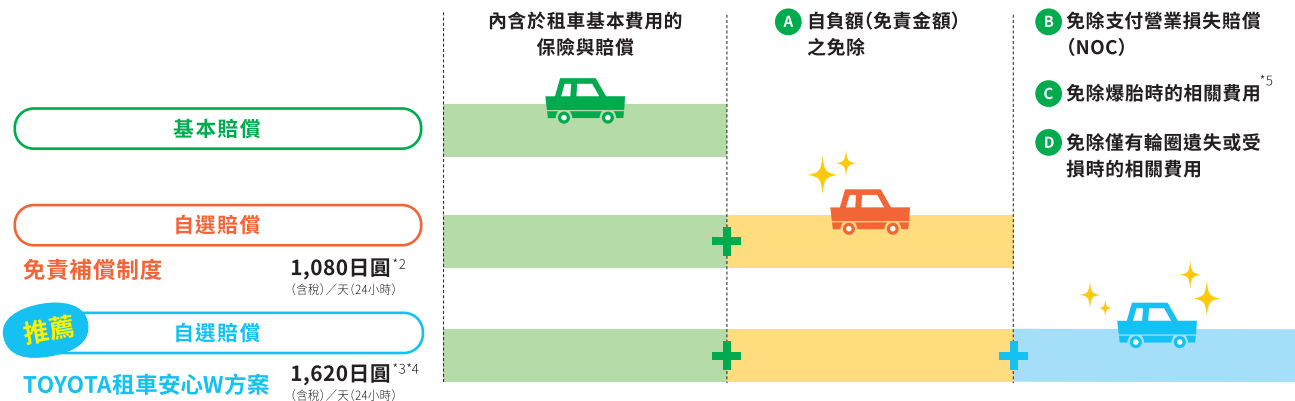 內含於租車基本費用的
保險與賠償
A 自負額（免責金額）
之免除
B 免除支付營業損失賠償
（NOC）
C 免除爆胎時的相關費用*5
D 免除僅有輪圈遺失或受
損時的相關費用
基本賠償
自選賠償
免責補償制度
1,080日圓*2
（含稅）／天（24小時）
推薦
自選賠償
TOYOTA租車安心W方案
1,620日圓*3*4
（含稅）／天（24小時）